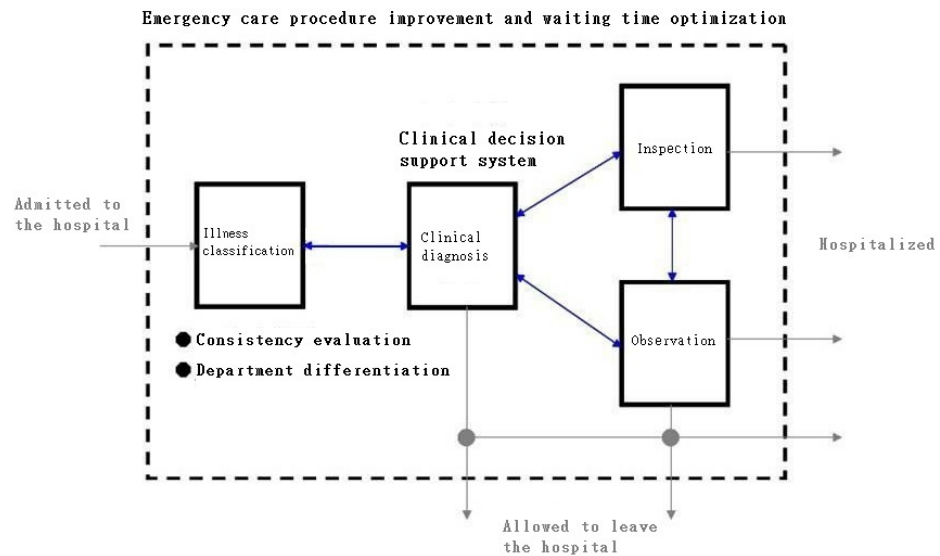 Emergency care procedure improvement and waiting time optimization
Clinical decision
support system
Inspection
Admitted to
the hospital
Illness
classification
Clinical
diagnosis
Hospitalized
Consistency evaluation
Department differentiation
Observation
Allowed to leave
the hospital